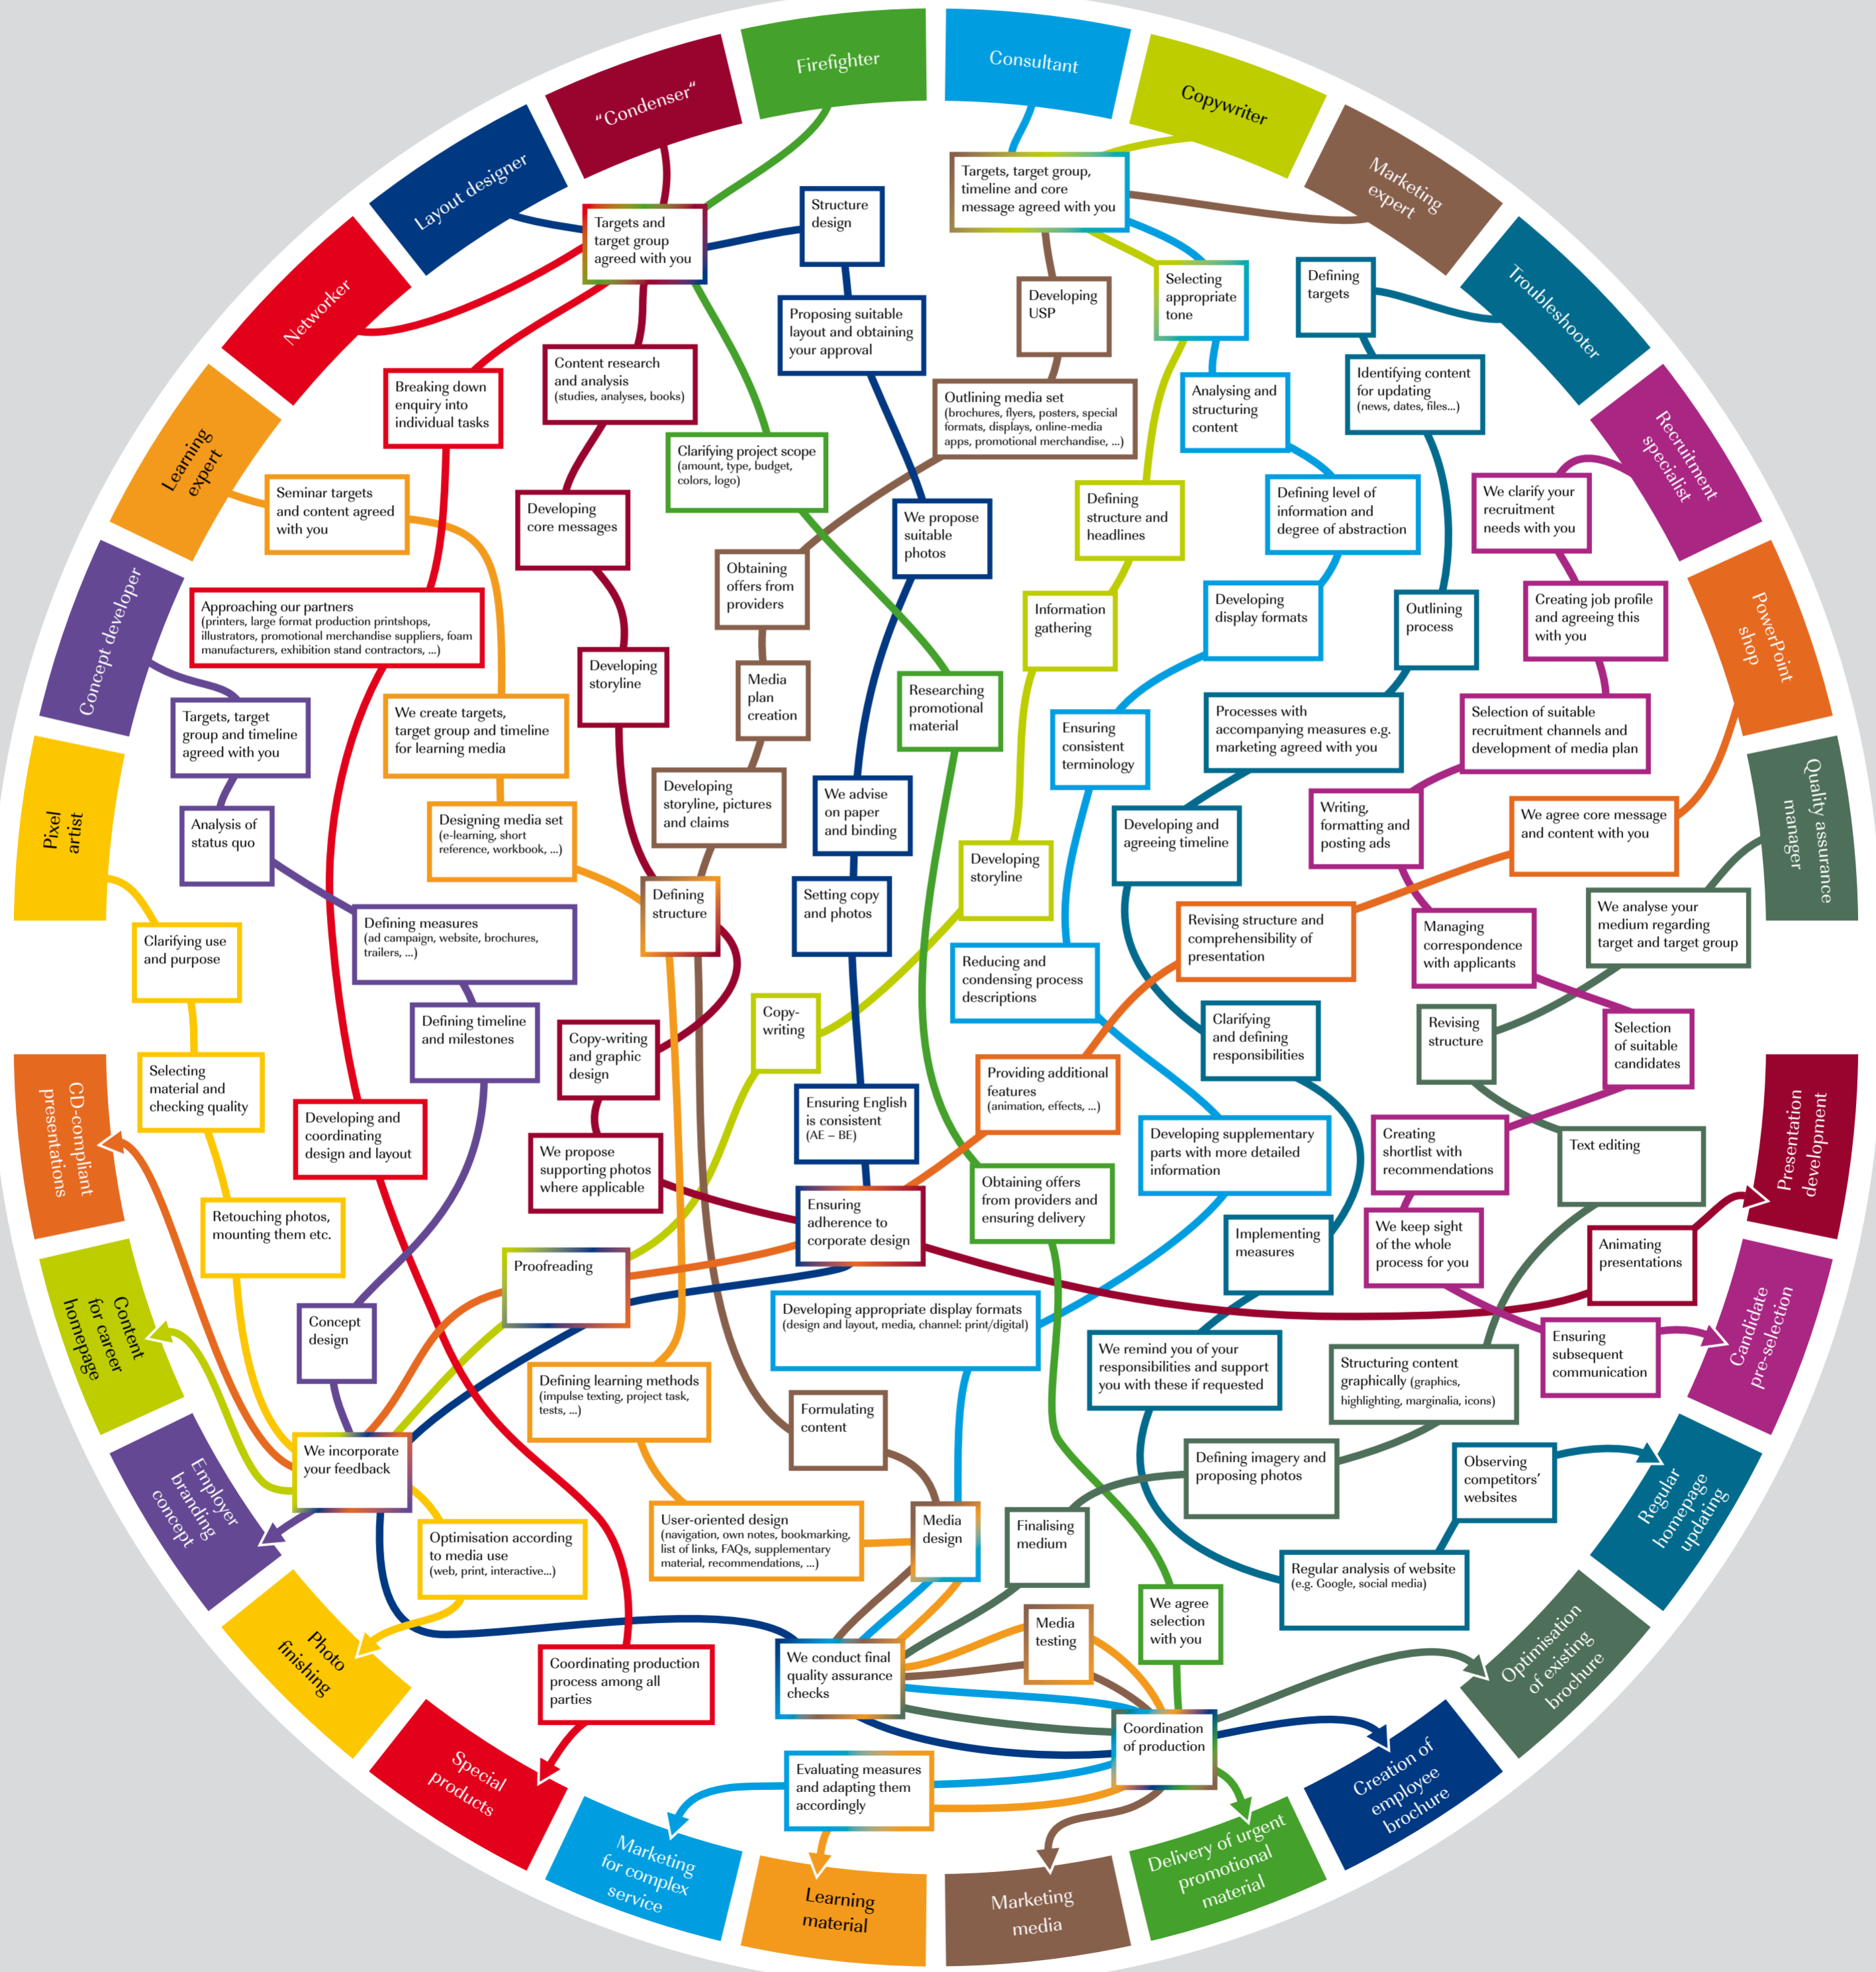 Firefighter
Consultant
"Condenser"
Copywriter
Layout designer
Marketing
expert
Networker
Troubleshooter
Learning
expert
Recruitment
specialist
Concept developer
PowerPoint
shop
Pixel
artist
Quality assurance
manager
Targets, target group,
timeline and core
message agreed with you
Structure
design
Targets and
target group
agreed with you
Selecting
appropriate
tone
Defining
targets
Developing
USP
Proposing suitable
layout and obtaining
your approval
Content research
and analysis
(studies, analyses, books)
Identifying content
for updating
(news, dates, files...)
Breaking down
enquiry into
individual tasks
Analysing and
structuring
content
Outlining media set
(brochures, flyers, posters, special
formats, displays, online-media
apps, promotional merchandise, ...)
Clarifying project scope
(amount, type, budget,
colors, logo)
Seminar targets
and content agreed
with you
Developing
core messages
We propose
suitable
photos
Defining
structure and
headlines
Defining level of
information and
degree of abstraction
We clarify your
recruitment
needs with you
Obtaining
offers from
providers
Approaching our partners
(printers, large format production printshops,
illustrators, promotional merchandise suppliers, foam
manufacturers, exhibition stand contractors, ...)
Information
gathering
Developing
display formats
Outlining
process
Creating job profile
and agreeing this
with you
Developing
storyline
Media
plan
creation
Researching
promotional
material
Targets, target
group and timeline
agreed with you
We create targets,
target group and timeline
for learning media
Ensuring
consistent
terminology
Processes with
accompanying measures e.g.
marketing agreed with you
Selection of suitable
recruitment channels and
development of media plan
Developing
storyline, pictures
and claims
We advise
on paper
and binding
Analysis of
status quo
Designing media set
(e-learning, short
reference, workbook, ...)
Developing and
agreeing timeline
Writing,
formatting and
posting ads
We agree core message
and content with you
Developing
storyline
Defining
structure
Setting copy
and photos
Defining measures
(ad campaign, website, brochures,
trailers, ...)
Revising structure and
comprehensibility of
presentation
Managing
correspondence
with applicants
We analyse your
medium regarding
target and target group
Clarifying use
and purpose
Reducing and
condensing process
descriptions
Defining timeline
and milestones
Copy-
writing
Copy-writing
and graphic
design
Clarifying
and defining
responsibilities
Revising
structure
Selection
of suitable
candidates
Selecting
material and
checking quality
Providing additional
features
(animation, effects, ...)
Developing and
coordinating
design and layout
Ensuring English
is consistent
(AE – BE)
We propose
supporting photos
where applicable
Developing supplementary
parts with more detailed
information
Creating
shortlist with
recommendations
Text editing
Obtaining offers
from providers and
ensuring delivery
Retouching photos,
mounting them etc.
Ensuring
adherence to
corporate design
Implementing
measures
We keep sight
of the whole
process for you
Animating
presentations
Proofreading
Concept
design
Developing appropriate display formats
(design and layout, media, channel: print/digital)
We remind you of your
responsibilities and support
you with these if requested
Ensuring
subsequent
communication
Structuring content
graphically (graphics,
highlighting, marginalia, icons)
Defining learning methods
(impulse texting, project task,
tests, ...)
Formulating
content
We incorporate
your feedback
Defining imagery and
proposing photos
Observing
competitors'
websites
User-oriented design
(navigation, own notes, bookmarking,
list of links, FAQs, supplementary
material, recommendations, ...)
Media
design
Finalising
medium
Optimisation according
to media use
(web, print, interactive...)
Regular analysis of website
(e.g. Google, social media)
We agree
selection
with you
Media
testing
Coordinating production
process among all
parties
We conduct final
quality assurance
checks
Coordination
of production
Evaluating measures
and adapting them
accordingly
CD-compliant
presentations
Presentation
development
Content
for career
homepage
Candidate
pre-selection
Employer
branding
concept
Regular
homepage
updating
Photo
finishing
Optimisation
of existing
brochure
Special
products
Creation of
employee
brochure
Marketing
for complex
service
Learning
material
Marketing
media
Delivery of urgent
promotional
material